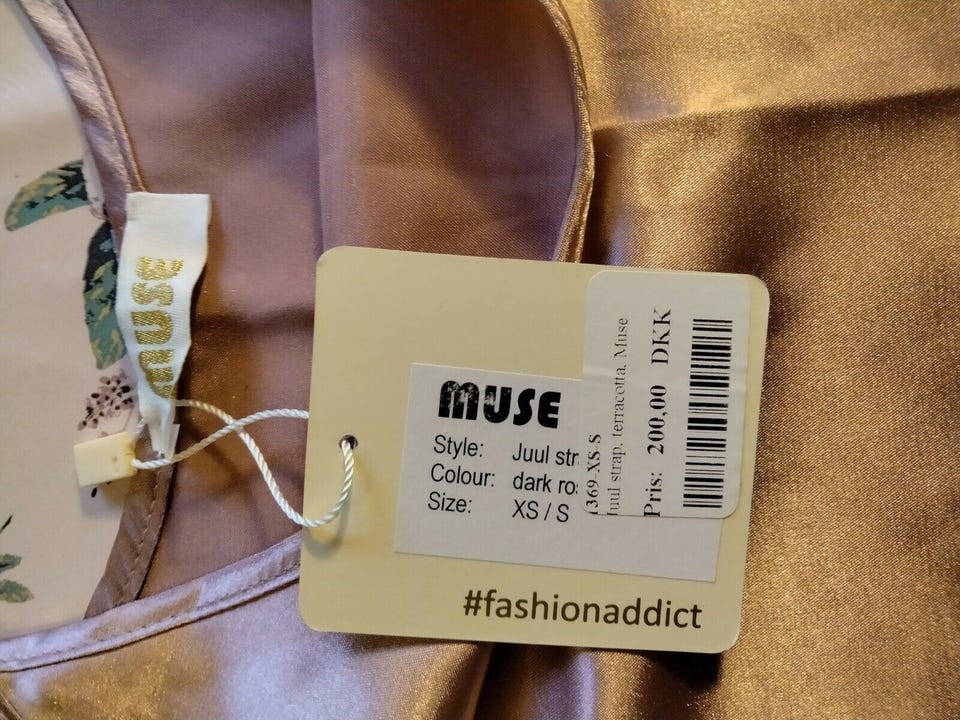 MUSE
MUSE
Style: Juul str
Colour: dark ro
Size: XS / S
#fashionaddict
1369-XS-S
Juul strap, terracotta, Muse
Pris: 200,00 DKK